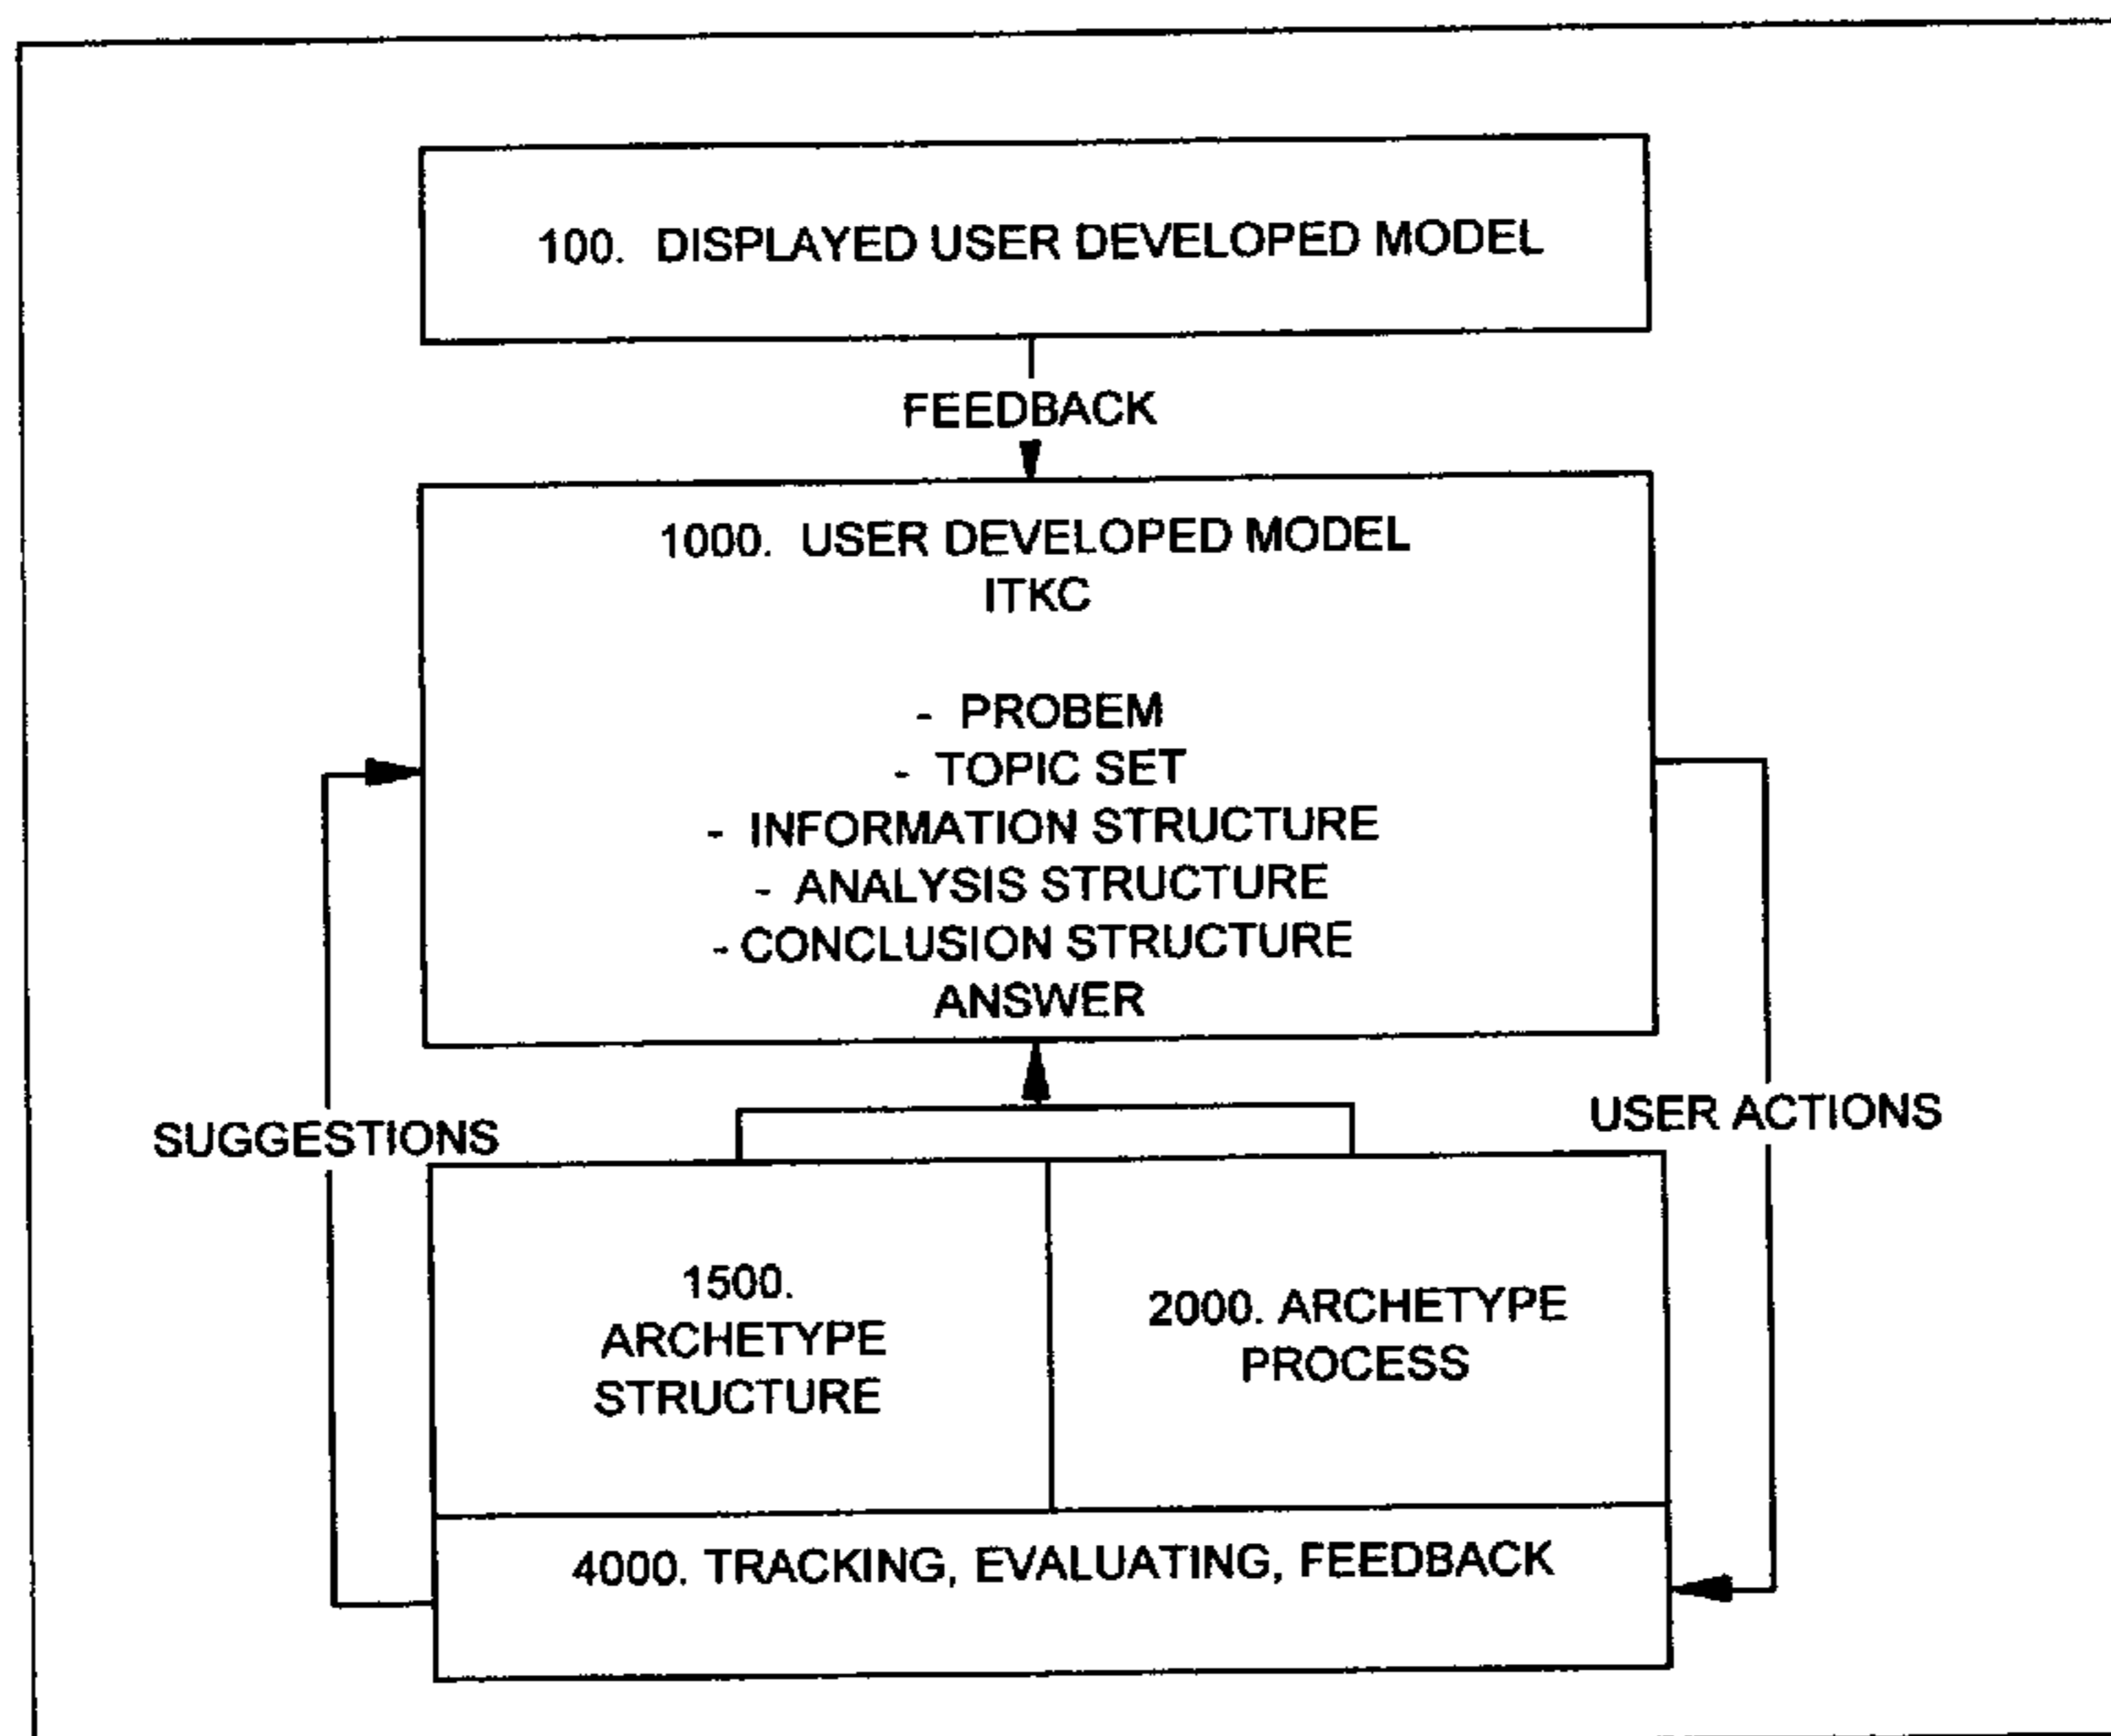 100. DISPLAYED USER DEVELOPED MODEL
FEEDBACK
1000. USER DEVELOPED MODEL
ITKC
- PROBEM
- TOPIC SET
- INFORMATION STRUCTURE
- ANALYSIS STRUCTURE
- CONCLUSION STRUCTURE
ANSWER
SUGGESTIONS
USER ACTIONS
1500.
ARCHETYPE
STRUCTURE
2000. ARCHETYPE
PROCESS
4000. TRACKING, EVALUATING, FEEDBACK